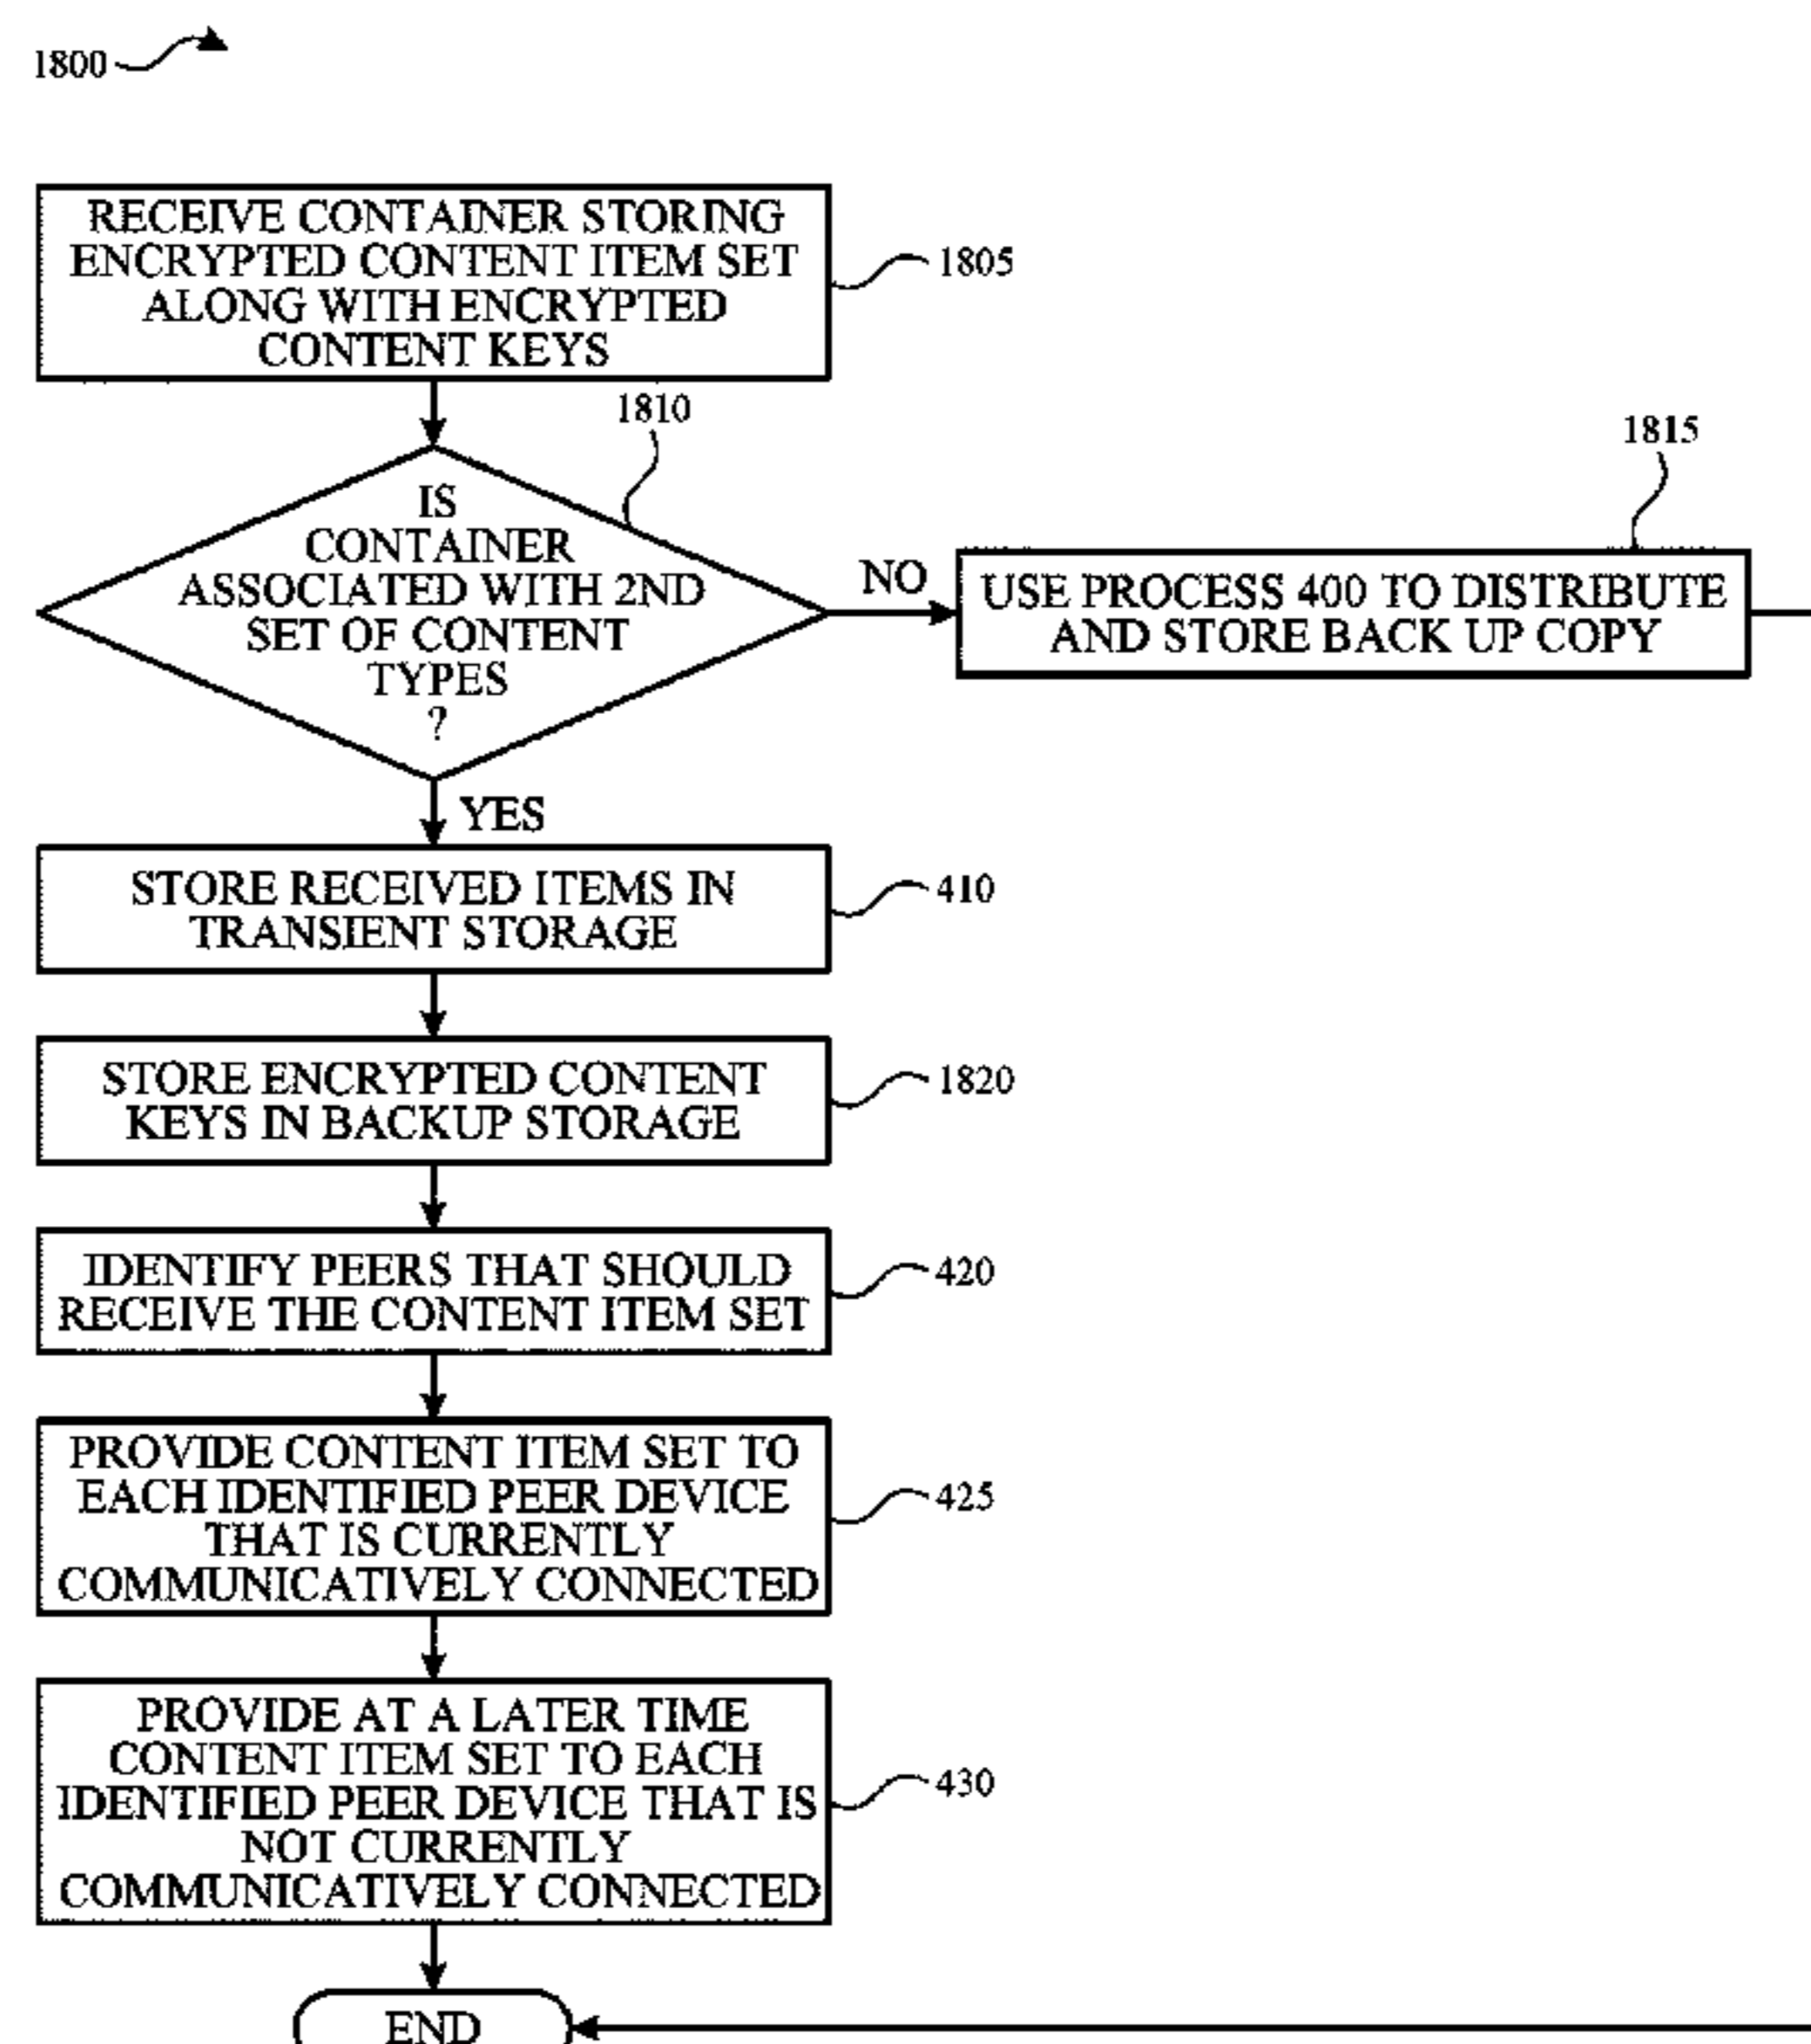 1800
RECEIVE CONTAINER STORING
ENCRYPTED CONTENT ITEM SET
ALONG WITH ENCRYPTED
CONTENT KEYS
1805
1810
IS
CONTAINER
ASSOCIATED WITH 2ND
SET OF CONTENT
TYPES
?
NO
1815
USE PROCESS 400 TO DISTRIBUTE
AND STORE BACK UP COPY
YES
STORE RECEIVED ITEMS IN
TRANSIENT STORAGE
410
STORE ENCRYPTED CONTENT
KEYS IN BACKUP STORAGE
1820
IDENTIFY PEERS THAT SHOULD
RECEIVE THE CONTENT ITEM SET
420
PROVIDE CONTENT ITEM SET TO
EACH IDENTIFIED PEER DEVICE
THAT IS CURRENTLY
COMMUNICATIVELY CONNECTED
425
PROVIDE AT A LATER TIME
CONTENT ITEM SET TO EACH
IDENTIFIED PEER DEVICE THAT IS
NOT CURRENTLY
COMMUNICATIVELY CONNECTED
430
END